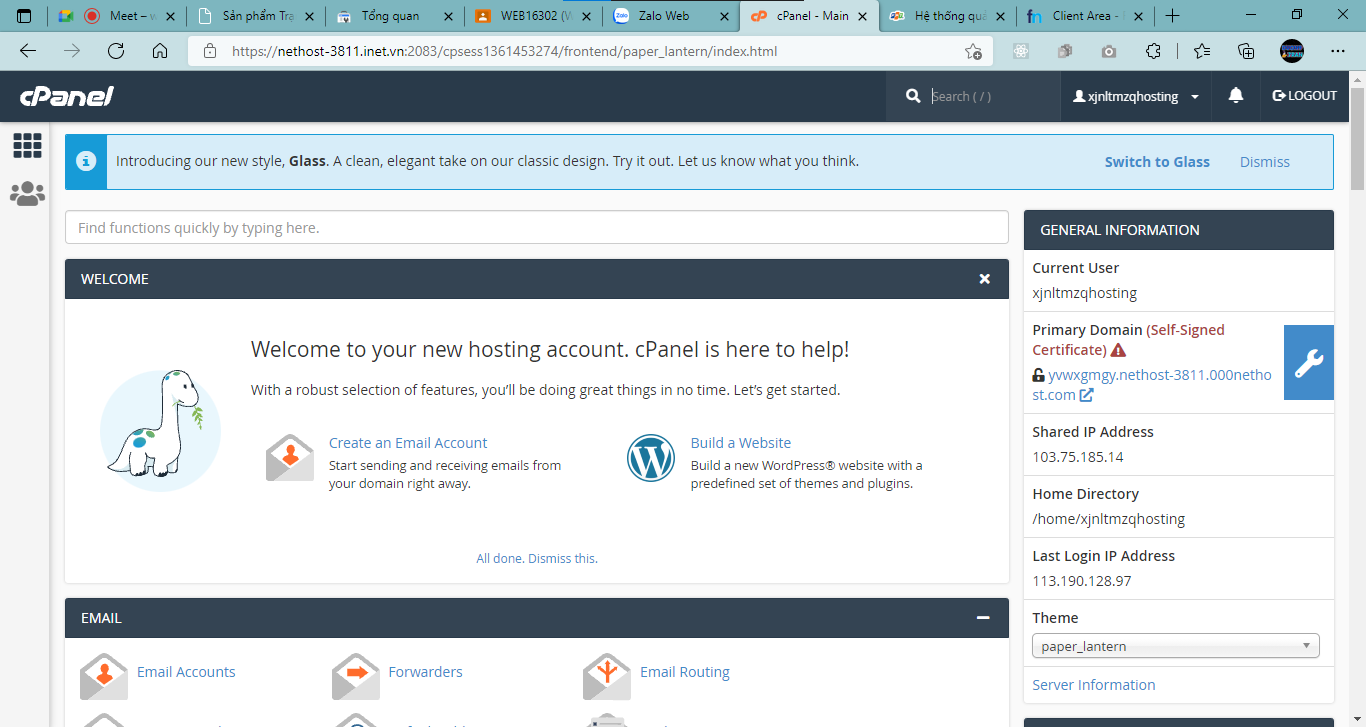 Meet – w
Sản phẩm Trạ
Tổng quan
WEB16302 (W
Zalo Web
cPanel - Main
Hệ thống quả
Client Area -
https://nethost-3811.inet.vn:2083/cpsess1361453274/frontend/paper_lantern/index.html
cPanel
Search ( / )
xjnltmzqhosting
LOGOUT
Introducing our new style, Glass. A clean, elegant take on our classic design. Try it out. Let us know what you think.
Switch to Glass
Dismiss
Find functions quickly by typing here.
WELCOME
Welcome to your new hosting account. cPanel is here to help!
With a robust selection of features, you’ll be doing great things in no time. Let’s get started.
Create an Email Account
Start sending and receiving emails from
your domain right away.
Build a Website
Build a new WordPress® website with a
predefined set of themes and plugins.
All done. Dismiss this.
EMAIL
Email Accounts
Forwarders
Email Routing
GENERAL INFORMATION
Current User
xjnltmzqhosting
Primary Domain (Self-Signed
Certificate)
yvwxgmgy.nethost-3811.000netho
st.com
Shared IP Address
103.75.185.14
Home Directory
/home/xjnltmzqhosting
Last Login IP Address
113.190.128.97
Theme
paper_lantern
Server Information